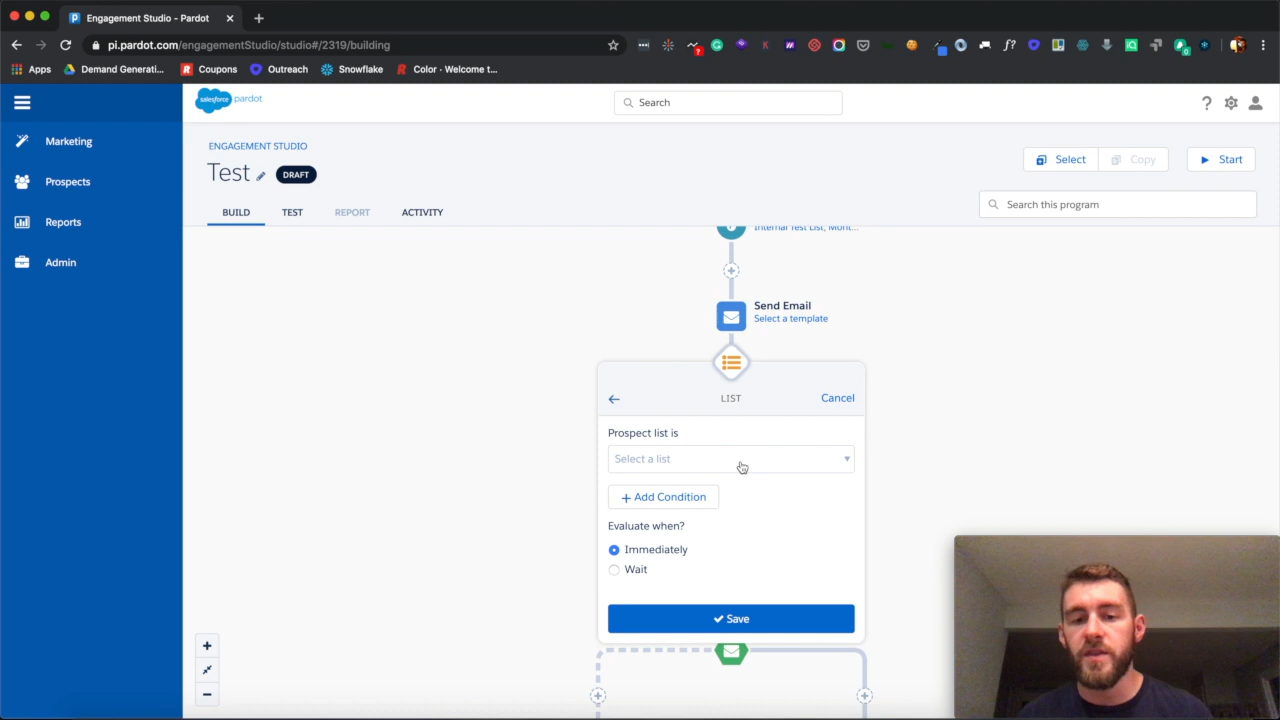 Engagement Studio - Pardot
pi.pardot.com/engagementStudio/studio#/2319/building
Apps
Demand Generati...
Coupons
Outreach
Snowflake
Color · Welcome t...
salesforce pardot
Search
Marketing
Prospects
Reports
Admin
ENGAGEMENT STUDIO
Test
DRAFT
Select
Copy
Start
BUILD
TEST
REPORT
ACTIVITY
Search this program
Internal Test List, Mont...
Send Email
Select a template
LIST
Cancel
Prospect list is
Select a list
+ Add Condition
Evaluate when?
Immediately
Wait
Save